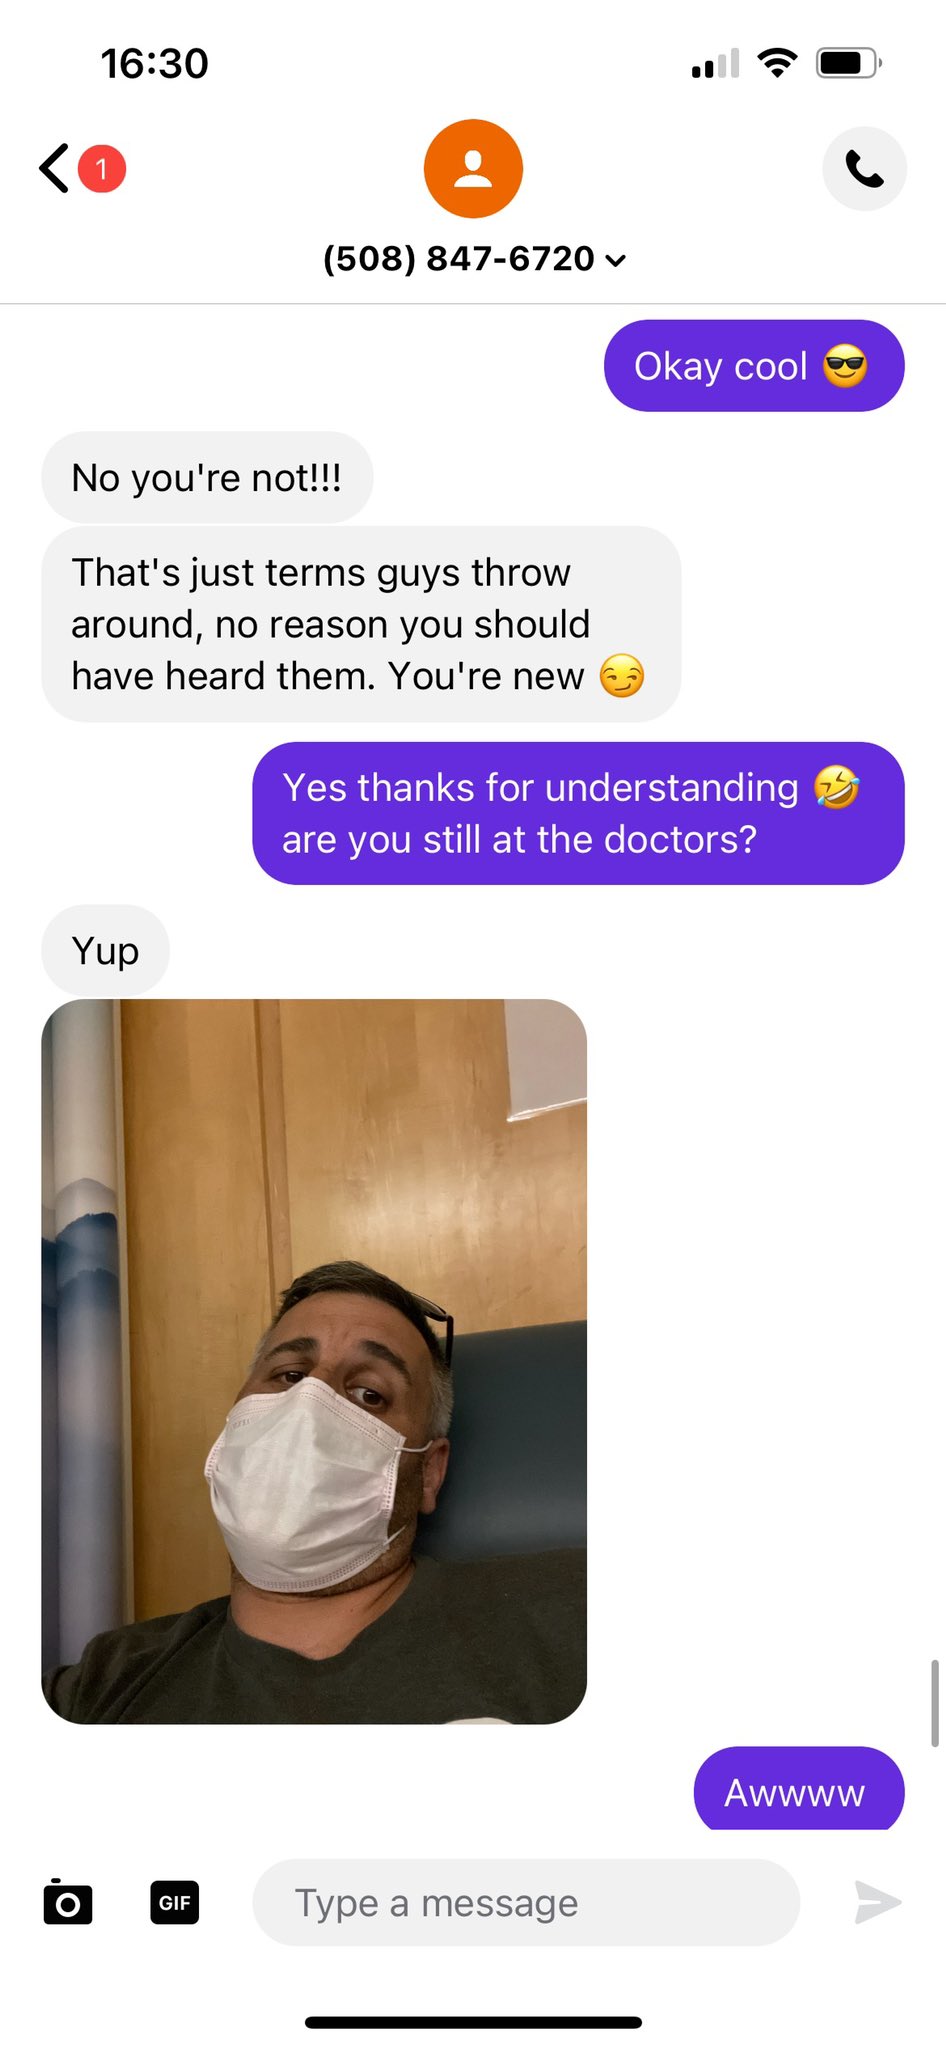 16:30
1
(508) 847-6720
Okay cool 😎
No you're not!!!
That's just terms guys throw
around, no reason you should
have heard them. You're new 😏
Yes thanks for understanding 🤣
are you still at the doctors?
Yup
Awwww
GIF
Type a message